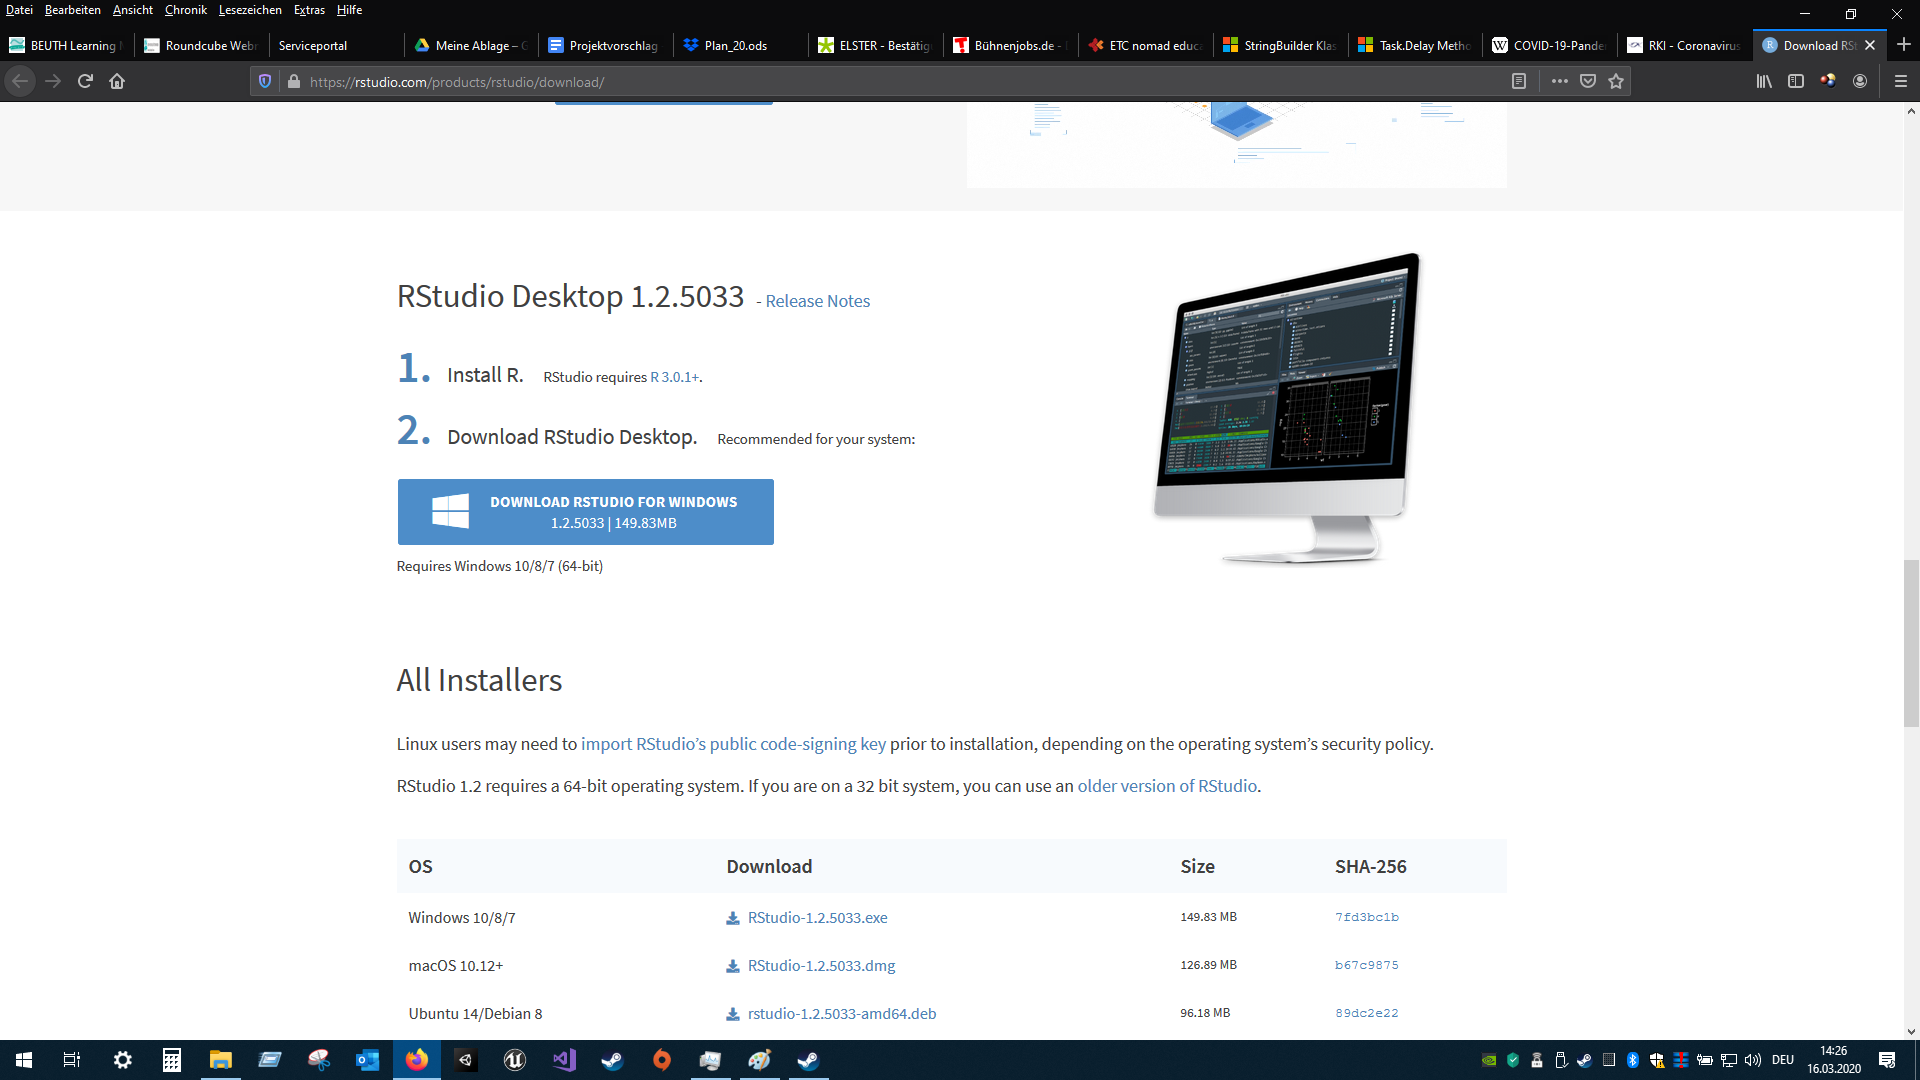 Datei Bearbeiten Ansicht Chronik Lesezeichen Extras Hilfe
BEUTH Learning Roundcube Web Serviceportal Meine Ablage – Projektvorschlag Plan_20.ods ELSTER - Bestätig Bühnenjobs.de - ETC nomad educ StringBuilder Klas Task.Delay Metho COVID-19-Pande RKI - Coronavirus Download RSt
https://rstudio.com/products/rstudio/download/
RStudio Desktop 1.2.5033 - Release Notes
1. Install R. RStudio requires R 3.0.1+.
2. Download RStudio Desktop. Recommended for your system:
DOWNLOAD RSTUDIO FOR WINDOWS
1.2.5033 | 149.83MB
Requires Windows 10/8/7 (64-bit)
All Installers
Linux users may need to import RStudio’s public code-signing key prior to installation, depending on the operating system’s security policy.
RStudio 1.2 requires a 64-bit operating system. If you are on a 32 bit system, you can use an older version of RStudio.
OS Download Size SHA-256
Windows 10/8/7 RStudio-1.2.5033.exe 149.83 MB 7fd3bc1b
macOS 10.12+ RStudio-1.2.5033.dmg 126.89 MB b67c9875
Ubuntu 14/Debian 8 rstudio-1.2.5033-amd64.deb 96.18 MB 89dc2e22
DEU 14:26
16.03.2020